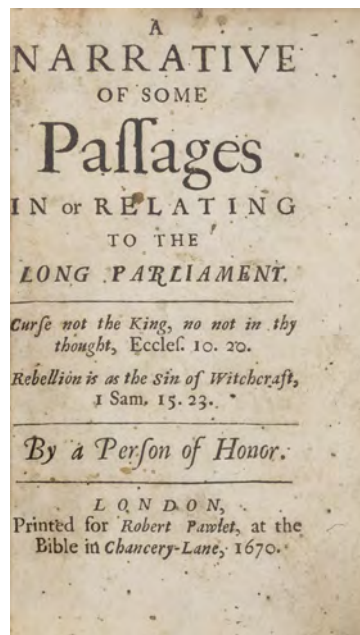 A
NARRATIVE
OF SOME
Paſſages
IN or RELATING
TO THE
LONG PARLIAMENT.
Curſe not the King, no not in thy
thought, Eccleſ. 10. 20.
Rebellion is as the Sin of Witchcraft,
1 Sam. 15. 23.
By a Perſon of Honor.
LONDON,
Printed for Robert Pawlet, at the
Bible in Chancery-Lane, 1670.